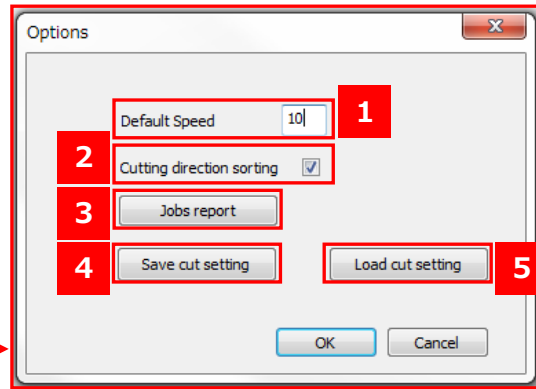 Options
Default Speed 10 1
2 Cutting direction sorting
3 Jobs report
4 Save cut setting Load cut setting 5
OK Cancel